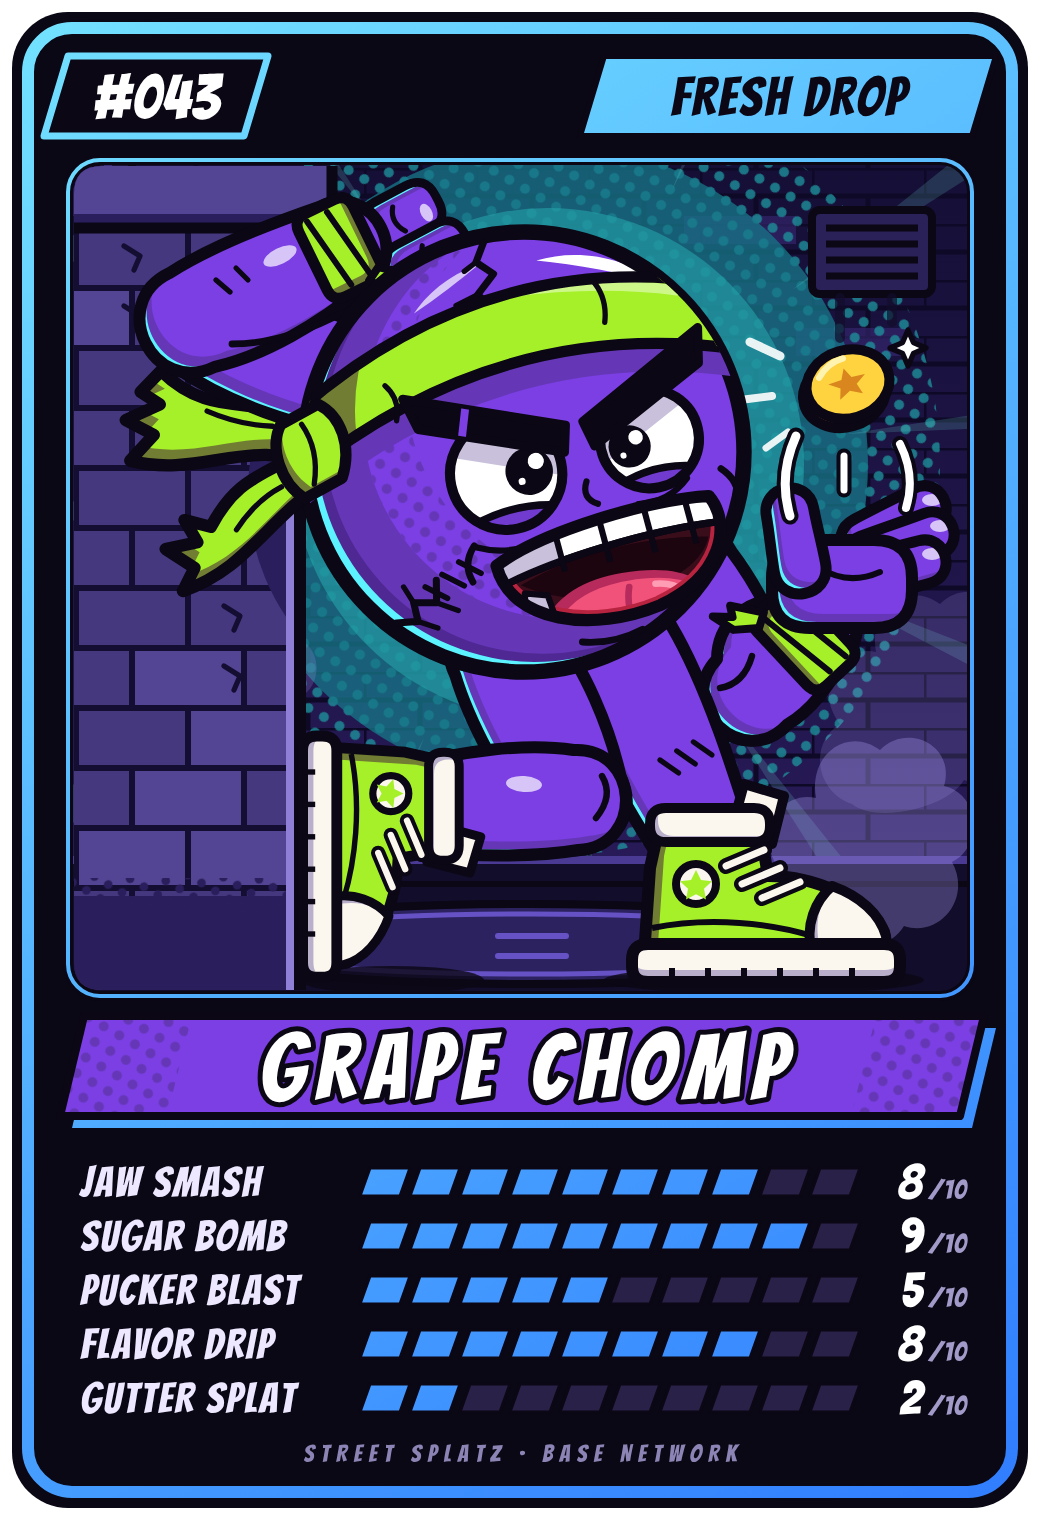 #043
FRESH DROP
GRAPE CHOMP
JAW SMASH 8/10
SUGAR BOMB 9/10
PUCKER BLAST 5/10
FLAVOR DRIP 8/10
GUTTER SPLAT 2/10
STREET SPLATZ · BASE NETWORK